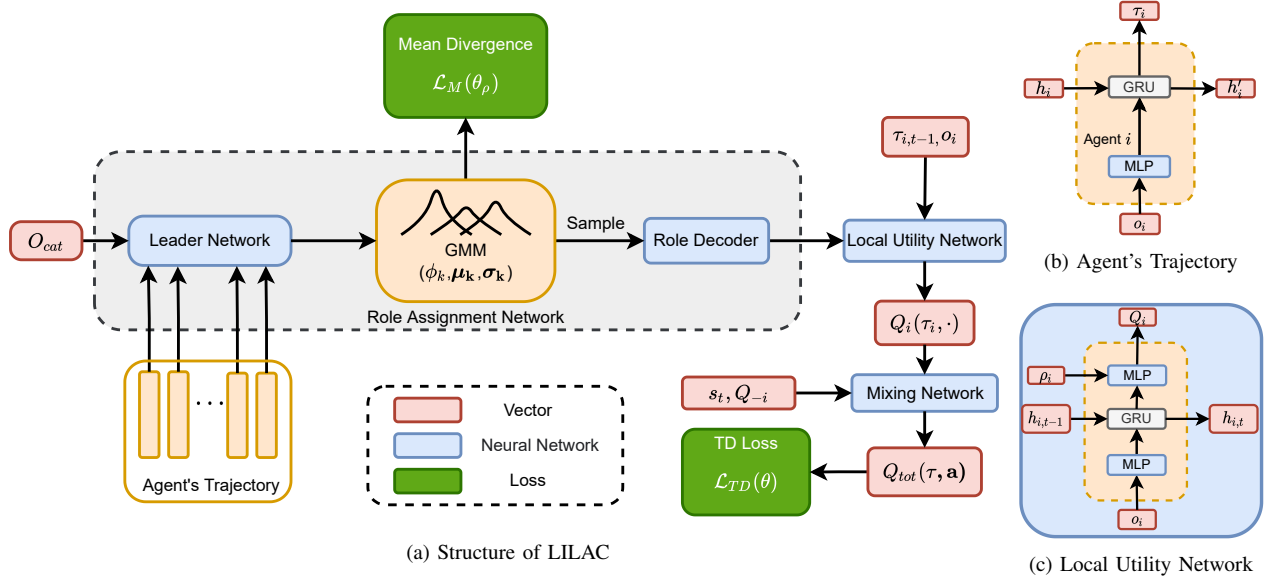 Mean Divergence
ℒ_M(θ_ρ)
O_cat
Leader Network
GMM
(ϕ_k,μ_k,σ_k)
Sample
Role Decoder
Role Assignment Network
Agent's Trajectory
τ_{i,t−1}, o_i
Local Utility Network
Q_i(τ_i, ·)
s_t, Q_{−i}
Mixing Network
Q_tot(τ, a)
TD Loss
ℒ_TD(θ)
Vector
Neural Network
Loss
(a) Structure of LILAC
τ_i
h_i
GRU
h′_i
Agent i
MLP
o_i
(b) Agent's Trajectory
Q_i
ρ_i
MLP
h_{i,t−1}
GRU
h_{i,t}
MLP
o_i
(c) Local Utility Network